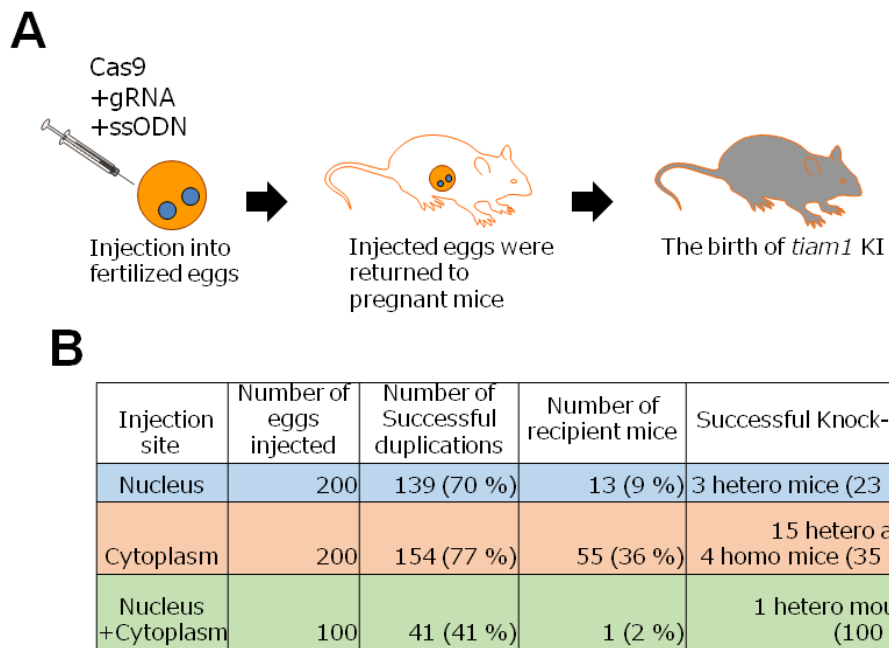 A
Cas9
+gRNA
+ssODN
Injection into
fertilized eggs
Injected eggs were
returned to
pregnant mice
The birth of tiam1 KI
B
Injection
site
Number of
eggs
injected
Number of
Successful
duplications
Number of
recipient mice
Successful Knock-
Nucleus
200
139 (70 %)
13 (9 %)
3 hetero mice (23
Cytoplasm
200
154 (77 %)
55 (36 %)
15 hetero a
4 homo mice (35
Nucleus
+Cytoplasm
100
41 (41 %)
1 (2 %)
1 hetero mou
(100